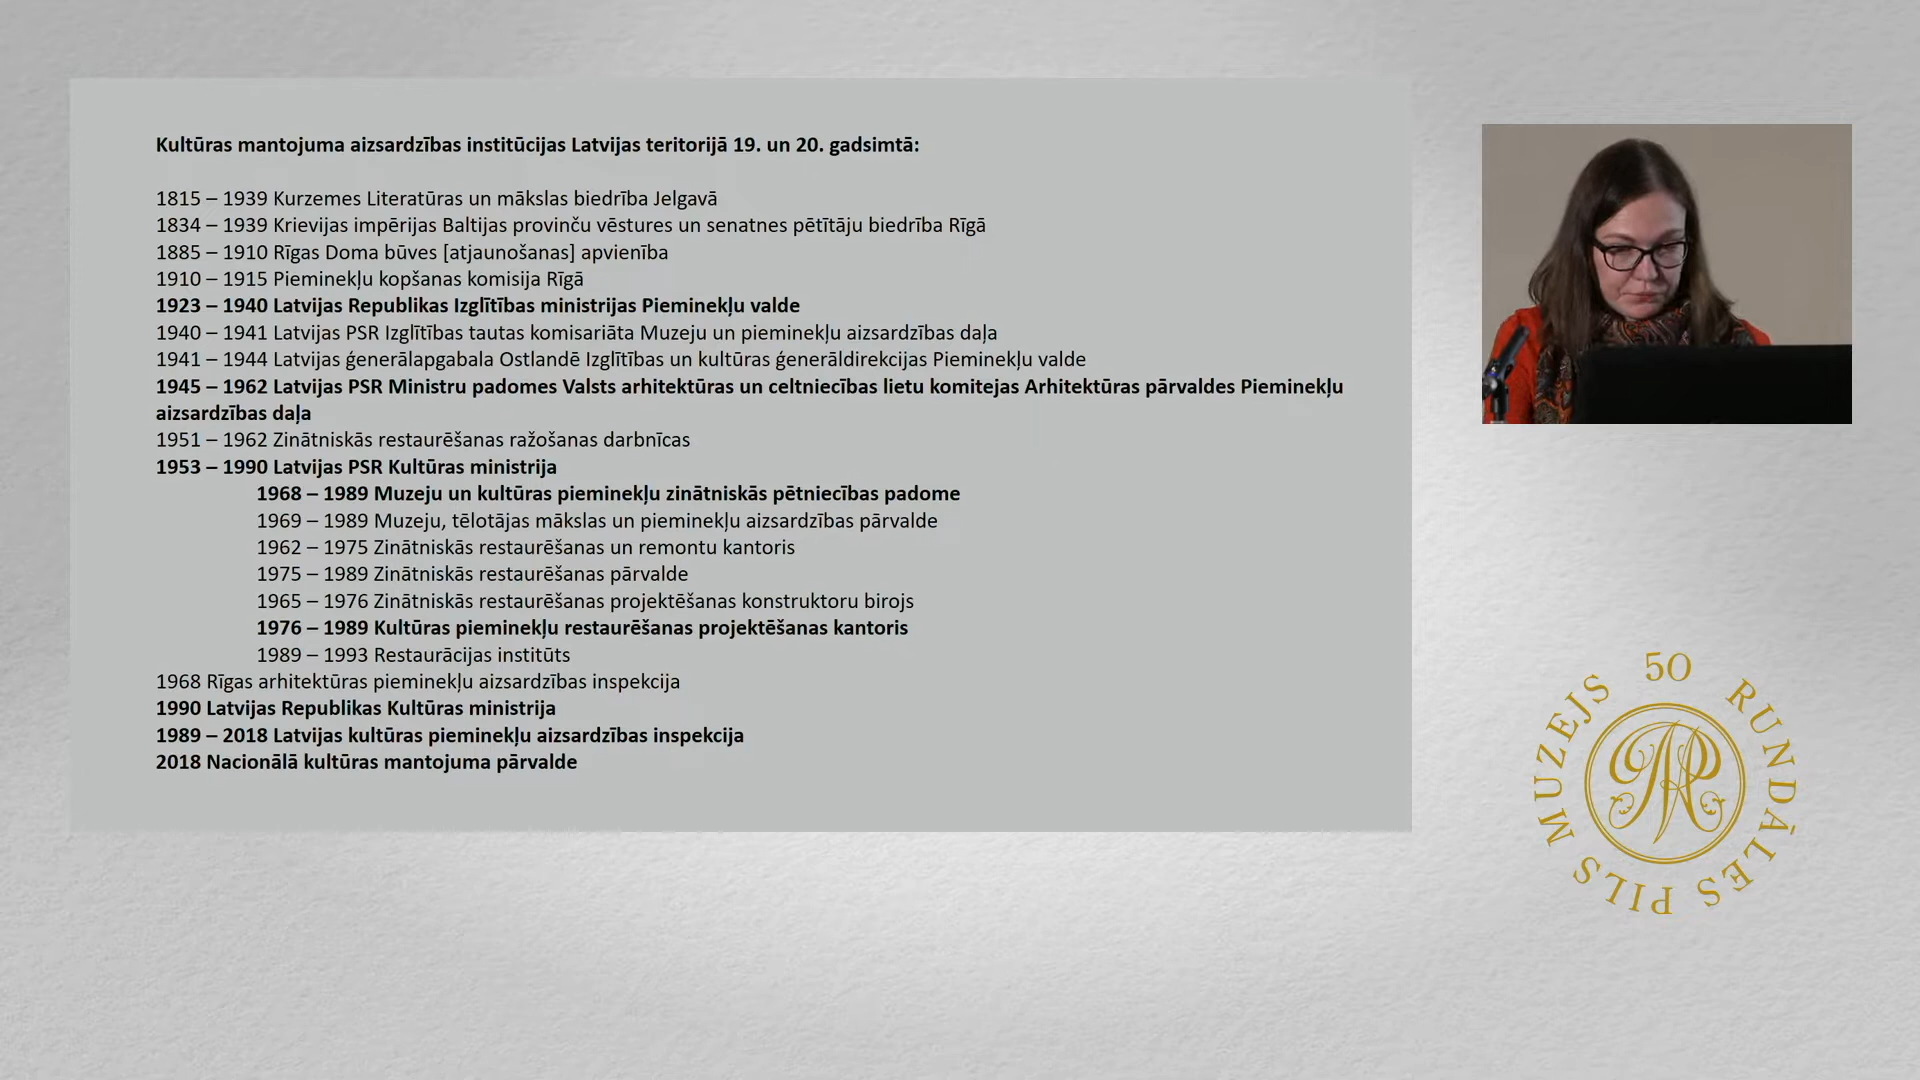 Kultūras mantojuma aizsardzības institūcijas Latvijas teritorijā 19. un 20. gadsimtā:
1815 – 1939 Kurzemes Literatūras un mākslas biedrība Jelgavā
1834 – 1939 Krievijas impērijas Baltijas provinču vēstures un senatnes pētītāju biedrība Rīgā
1885 – 1910 Rīgas Doma būves [atjaunošanas] apvienība
1910 – 1915 Pieminekļu kopšanas komisija Rīgā
1923 – 1940 Latvijas Republikas Izglītības ministrijas Pieminekļu valde
1940 – 1941 Latvijas PSR Izglītības tautas komisariāta Muzeju un pieminekļu aizsardzības daļa
1941 – 1944 Latvijas ģenerālapgabala Ostlandē Izglītības un kultūras ģenerāldirekcijas Pieminekļu valde
1945 – 1962 Latvijas PSR Ministru padomes Valsts arhitektūras un celtniecības lietu komitejas Arhitektūras pārvaldes Pieminekļu
aizsardzības daļa
1951 – 1962 Zinātniskās restaurēšanas ražošanas darbnīcas
1953 – 1990 Latvijas PSR Kultūras ministrija
1968 – 1989 Muzeju un kultūras pieminekļu zinātniskās pētniecības padome
1969 – 1989 Muzeju, tēlotājas mākslas un pieminekļu aizsardzības pārvalde
1962 – 1975 Zinātniskās restaurēšanas un remontu kantoris
1975 – 1989 Zinātniskās restaurēšanas pārvalde
1965 – 1976 Zinātniskās restaurēšanas projektēšanas konstruktoru birojs
1976 – 1989 Kultūras pieminekļu restaurēšanas projektēšanas kantoris
1989 – 1993 Restaurācijas institūts
1968 Rīgas arhitektūras pieminekļu aizsardzības inspekcija
1990 Latvijas Republikas Kultūras ministrija
1989 – 2018 Latvijas kultūras pieminekļu aizsardzības inspekcija
2018 Nacionālā kultūras mantojuma pārvalde
50 RUNDĀLES PILS MUZEJS